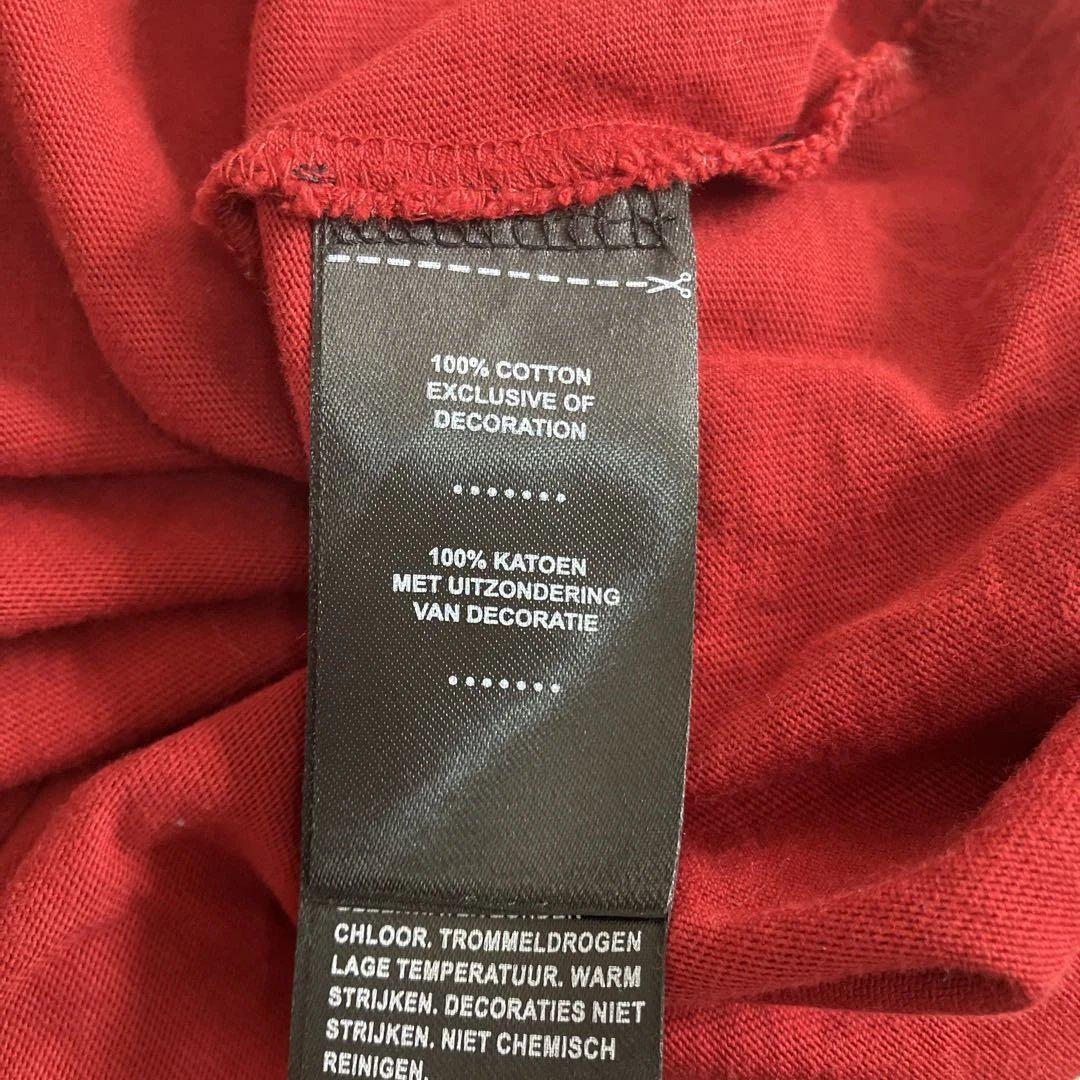 100% COTTON
EXCLUSIVE OF
DECORATION
100% KATOEN
MET UITZONDERING
VAN DECORATIE
CHLOOR. TROMMELDROGEN
LAGE TEMPERATUUR. WARM
STRIJKEN. DECORATIES NIET
STRIJKEN. NIET CHEMISCH
REINIGEN.